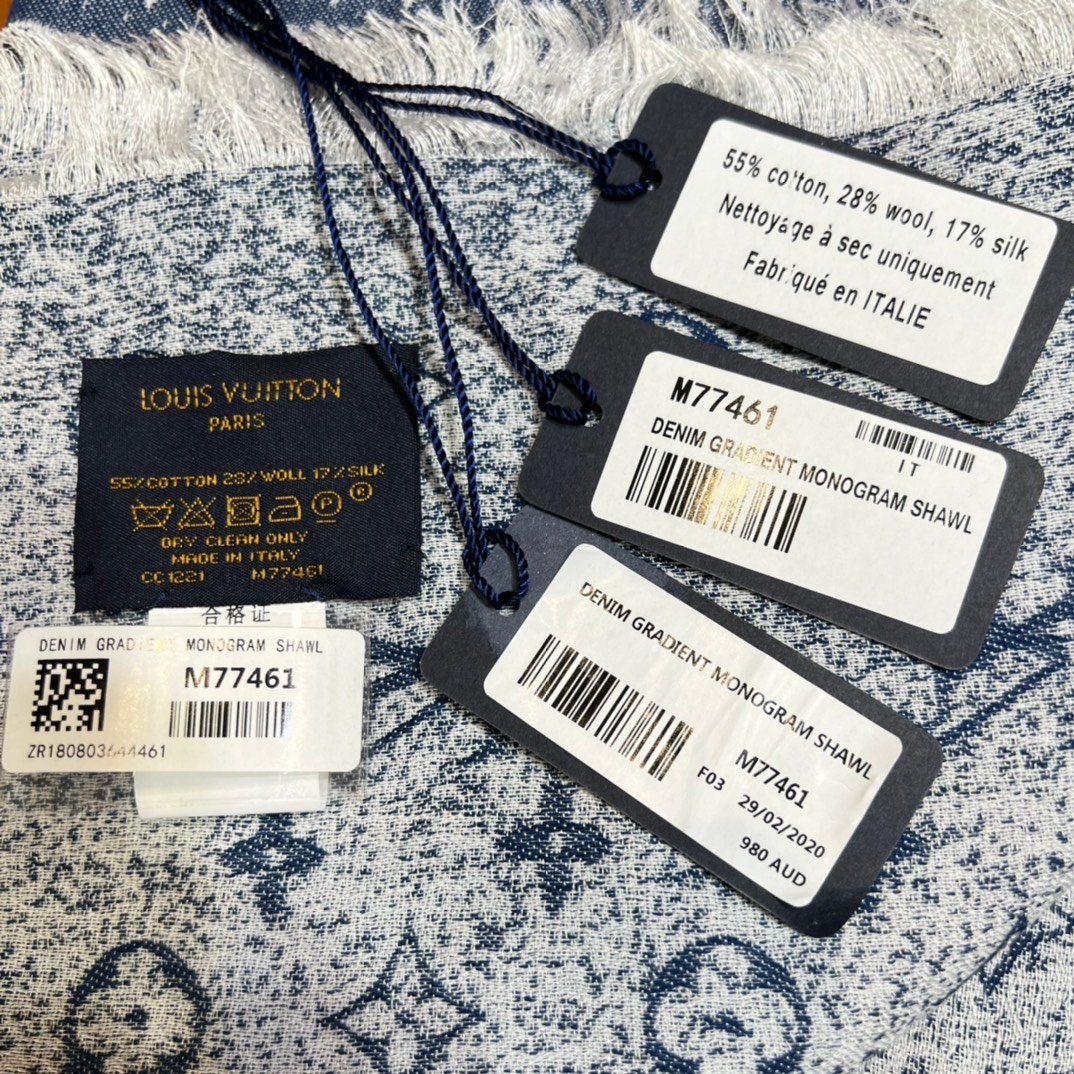 55% cotton, 28% wool, 17% silk
Nettoyage à sec uniquement
Fabriqué en ITALIE
M77461
IT
DENIM GRADIENT MONOGRAM SHAWL
LOUIS VUITTON
PARIS
55%COTTON 28%WOLL 17%SILK
P
R
DRY CLEAN ONLY
MADE IN ITALY
CC1221 M77461
合格证
DENIM GRADIENT MONOGRAM SHAWL
M77461
ZR180803644461
DENIM GRADIENT MONOGRAM SHAWL
M77461
F03 29/02/2020
980 AUD